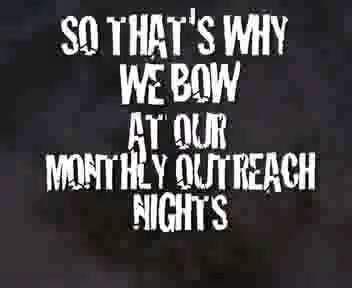 SO THAT'S WHY
WE BOW
AT OUR
MONTHLY OUTREACH
NIGHTS